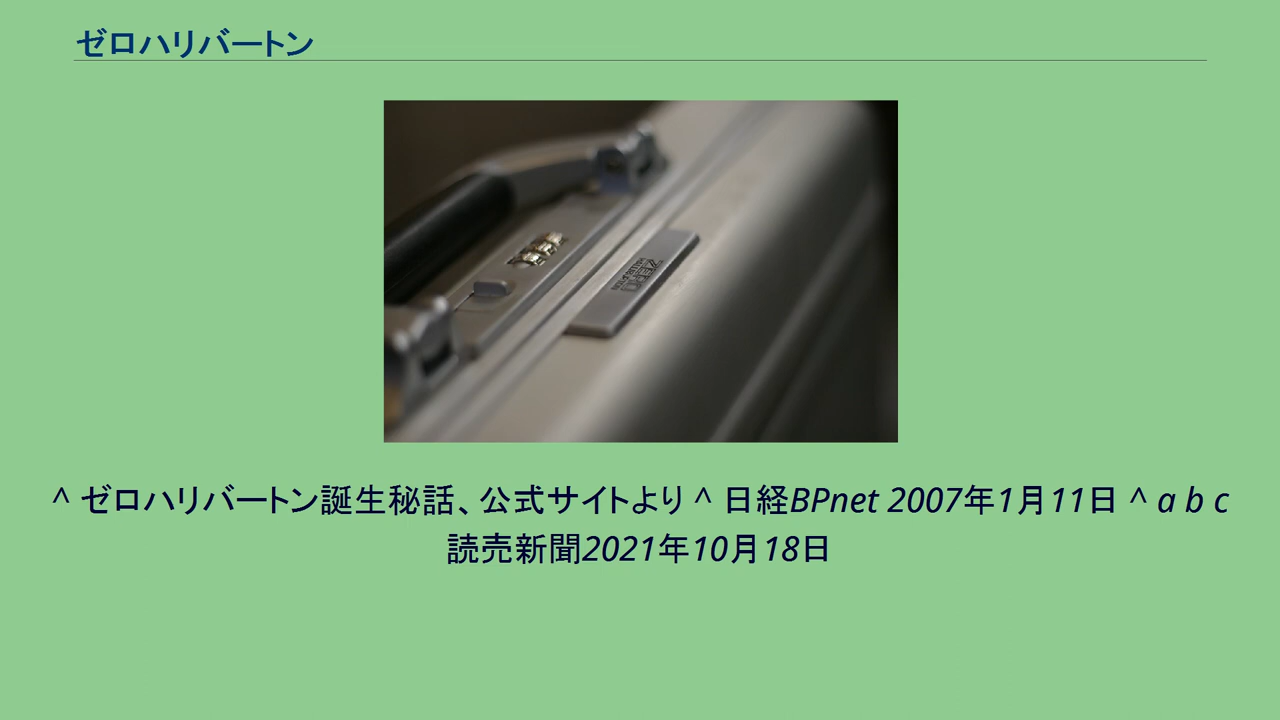 ゼロハリバートン
ZERO
HALLIBURTON
^ ゼロハリバートン誕生秘話、公式サイトより ^ 日経BPnet 2007年1月11日 ^ a b c
読売新聞2021年10月18日